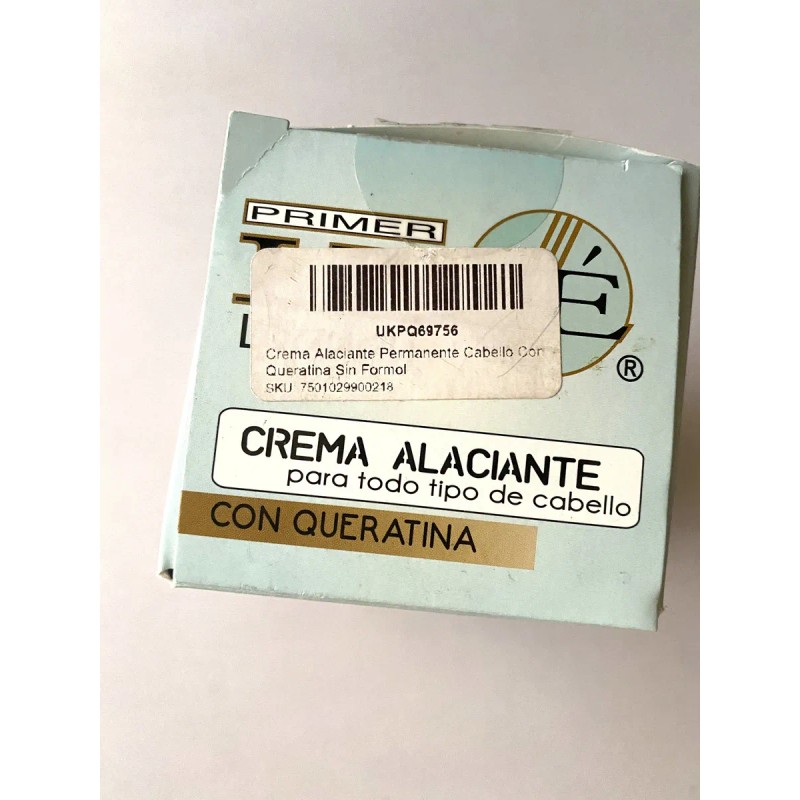 PRIMER
É
®
UKPQ69756
Crema Alaciante Permanente Cabello Con
Queratina Sin Formol
SKU: 7501029900218
CREMA ALACIANTE
para todo tipo de cabello
CON QUERATINA